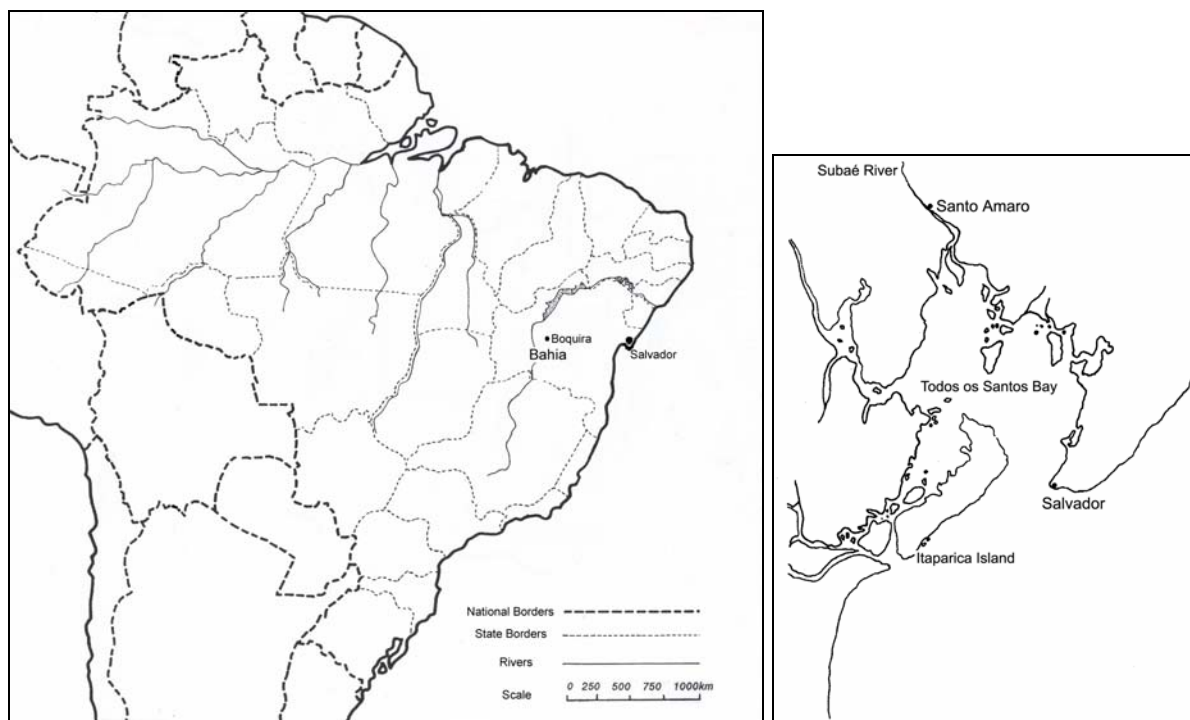 Boquira
Bahia
Salvador
National Borders
State Borders
Rivers
Scale
0 250 500 750 1000km
Subaé River
Santo Amaro
Todos os Santos Bay
Salvador
Itaparica Island